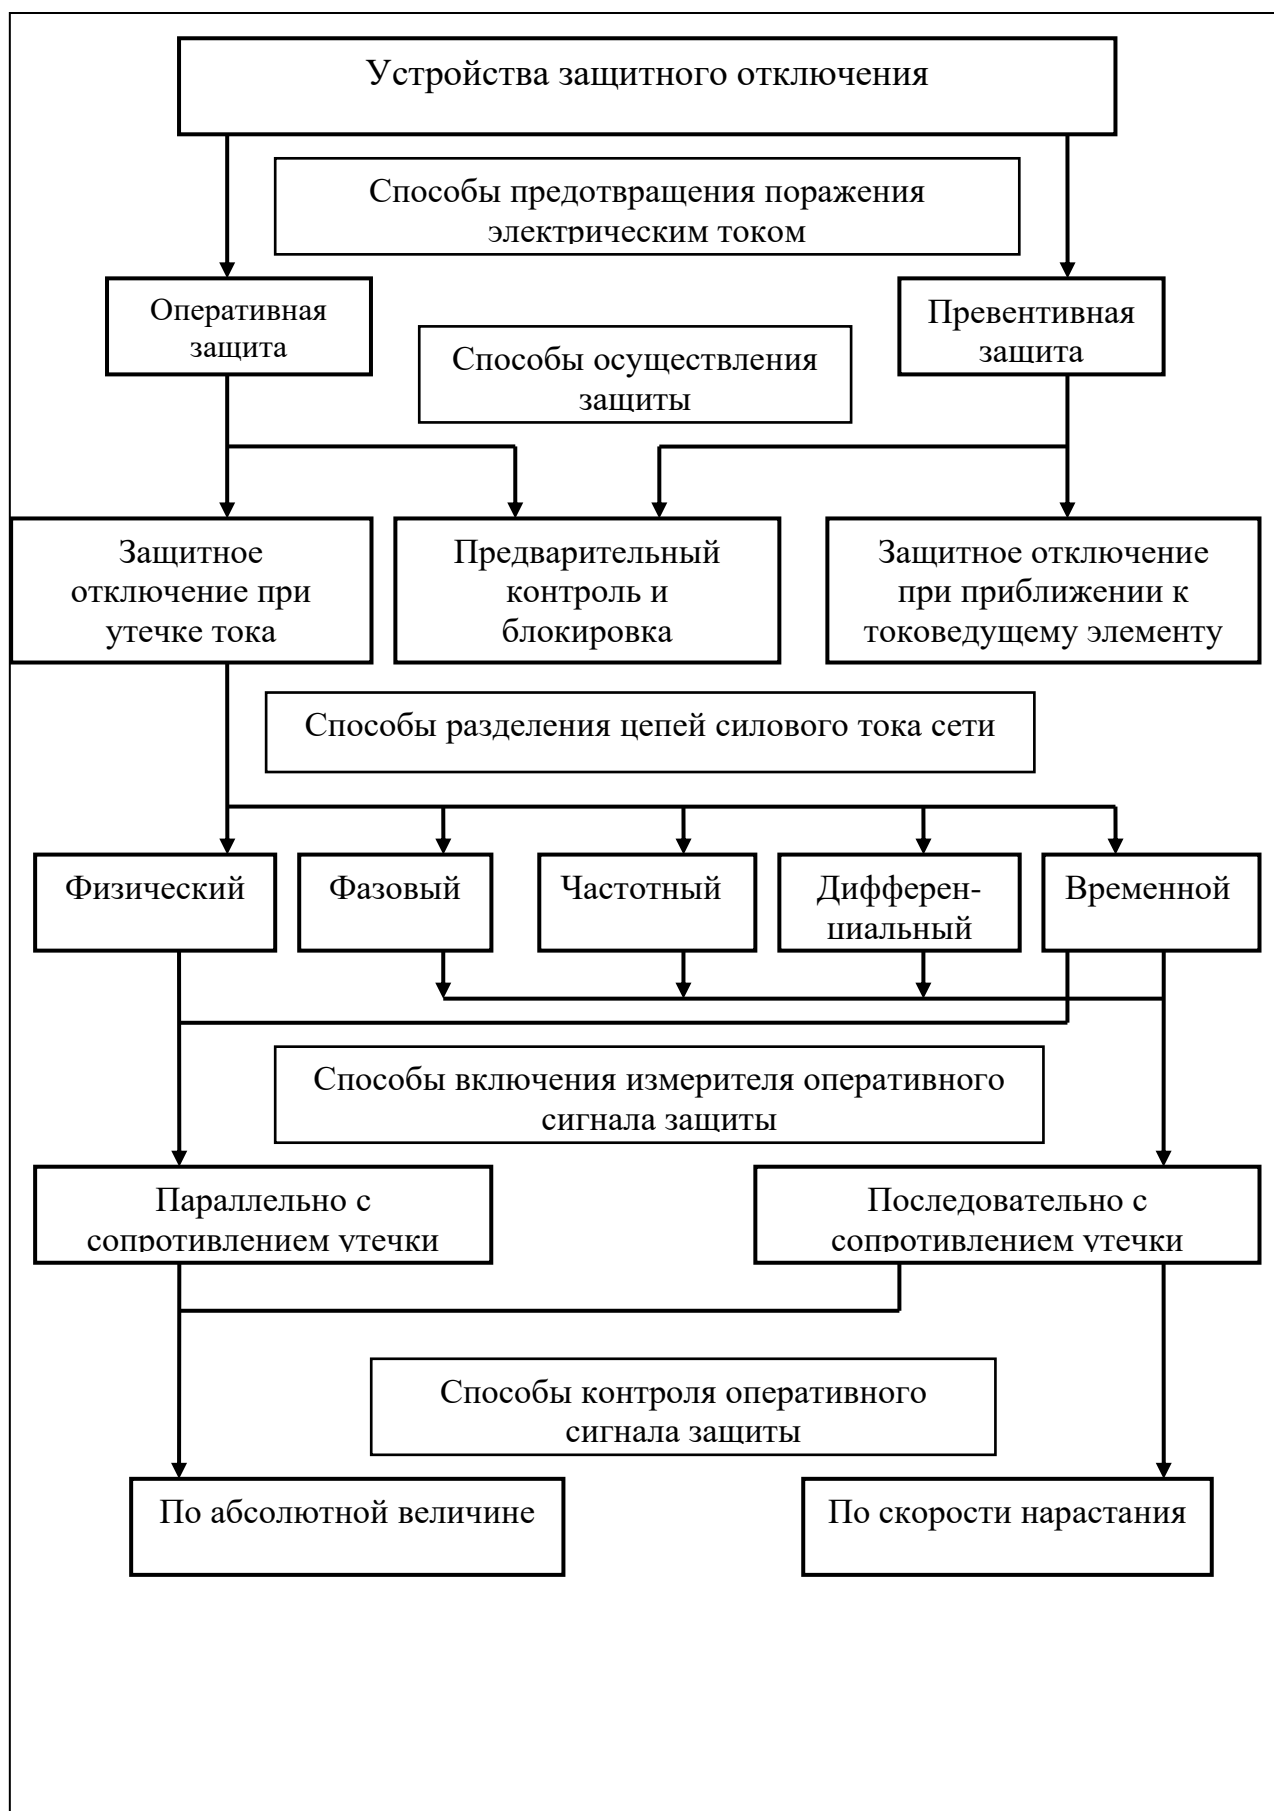 Устройства защитного отключения
Способы предотвращения поражения
электрическим током
Оперативная
защита
Превентивная
защита
Способы осуществления
защиты
Защитное
отключение при
утечке тока
Предварительный
контроль и
блокировка
Защитное отключение
при приближении к
токоведущему элементу
Способы разделения цепей силового тока сети
Физический
Фазовый
Частотный
Дифферен-
циальный
Временной
Способы включения измерителя оперативного
сигнала защиты
Параллельно с
сопротивлением утечки
Последовательно с
сопротивлением утечки
Способы контроля оперативного
сигнала защиты
По абсолютной величине
По скорости нарастания